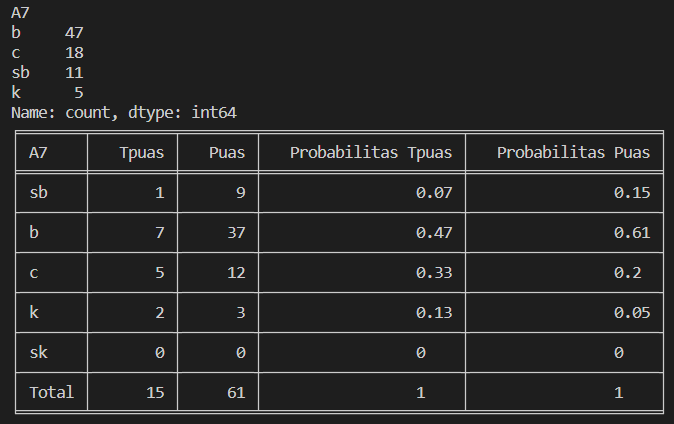 A7
b 47
c 18
sb 11
k 5
Name: count, dtype: int64
A7 Tpuas Puas Probabilitas Tpuas Probabilitas Puas
sb 1 9 0.07 0.15
b 7 37 0.47 0.61
c 5 12 0.33 0.2
k 2 3 0.13 0.05
sk 0 0 0 0
Total 15 61 1 1